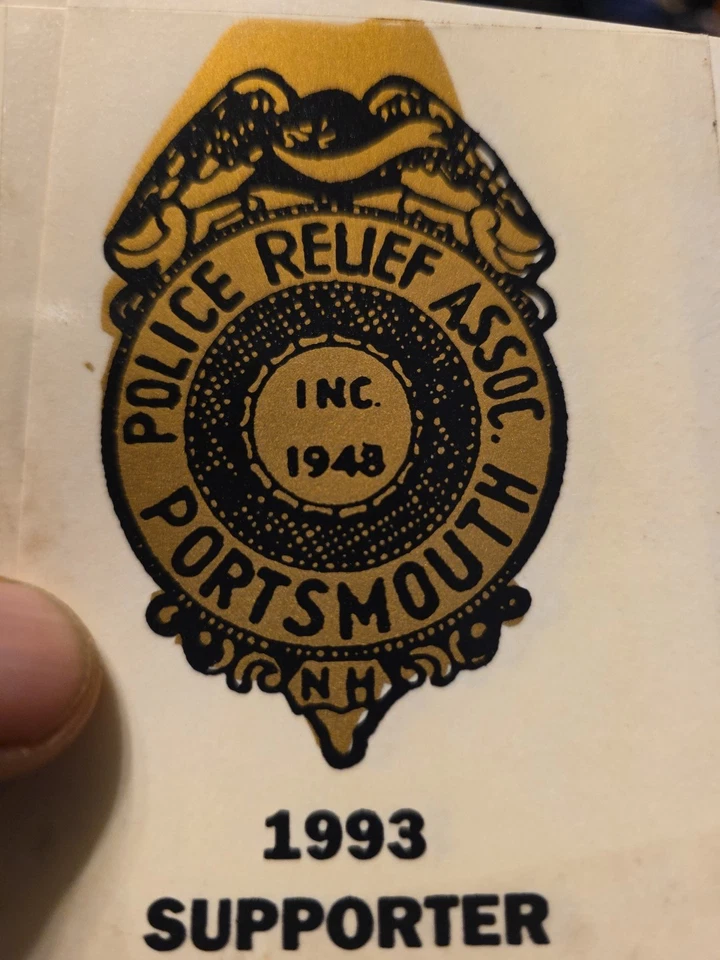 POLICE RELIEF ASSOC.
INC.
1948
PORTSMOUTH
NH
1993
SUPPORTER